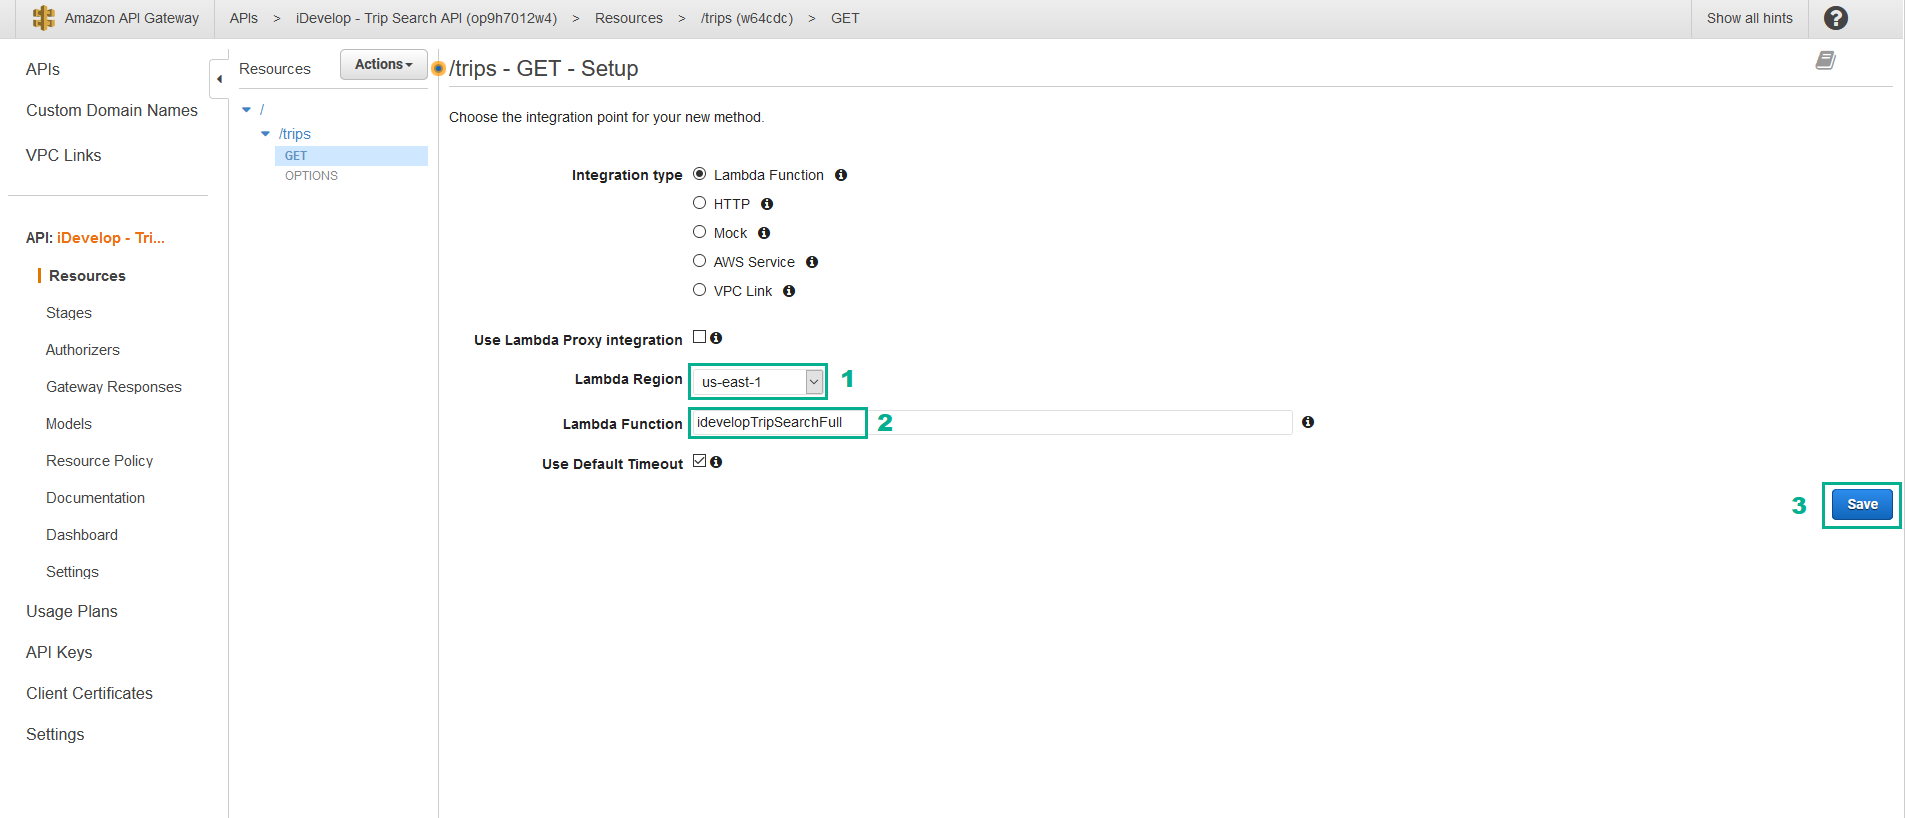 Amazon API Gateway
APIs > iDevelop - Trip Search API (op9h7012w4) > Resources > /trips (w64cdc) > GET
Show all hints
?
APIs
Custom Domain Names
VPC Links
API: iDevelop - Tri...
Resources
Stages
Authorizers
Gateway Responses
Models
Resource Policy
Documentation
Dashboard
Settings
Usage Plans
API Keys
Client Certificates
Settings
Resources
Actions
/
/trips
GET
OPTIONS
/trips - GET - Setup
Choose the integration point for your new method.
Integration type Lambda Function
HTTP
Mock
AWS Service
VPC Link
Use Lambda Proxy integration
Lambda Region us-east-1 1
Lambda Function idevelopTripSearchFull 2
Use Default Timeout
3 Save